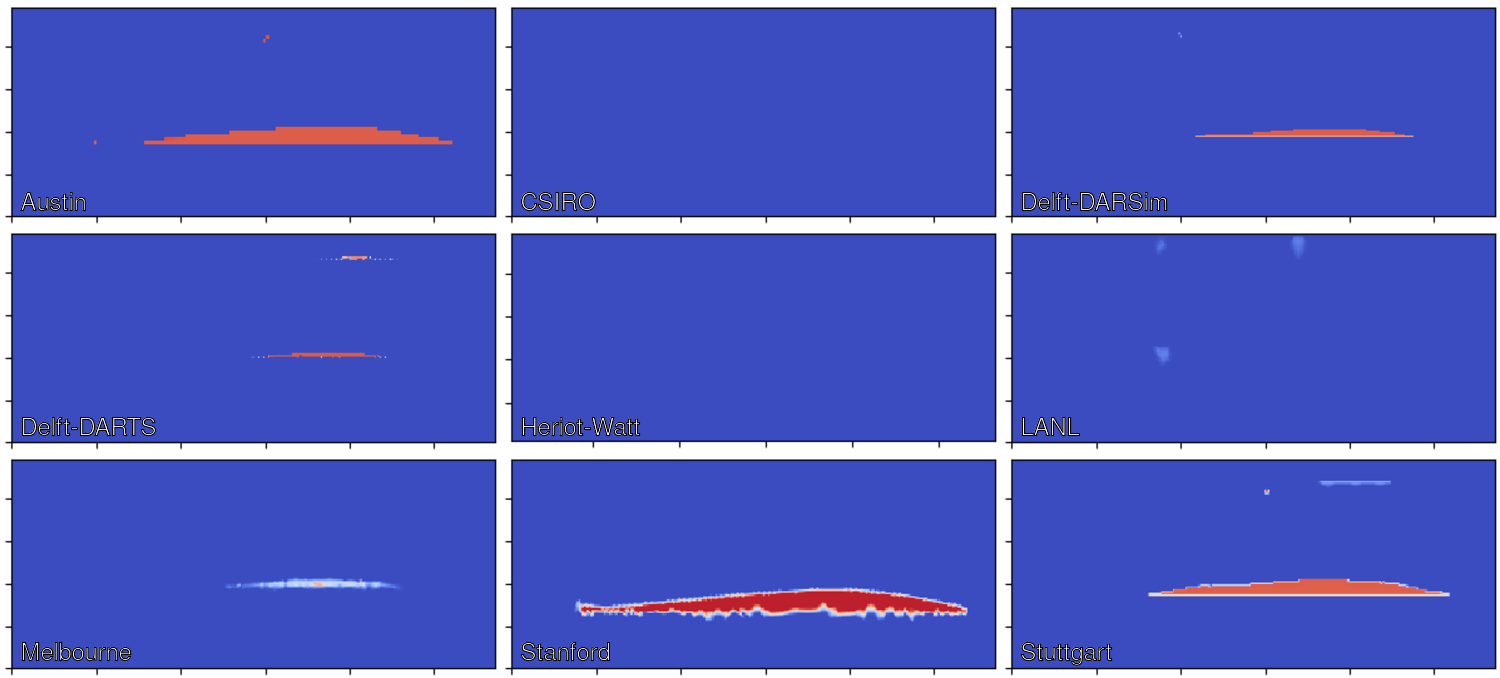 Austin
CSIRO
Delft-DARSim
Delft-DARTS
Heriot-Watt
LANL
Melbourne
Stanford
Stuttgart